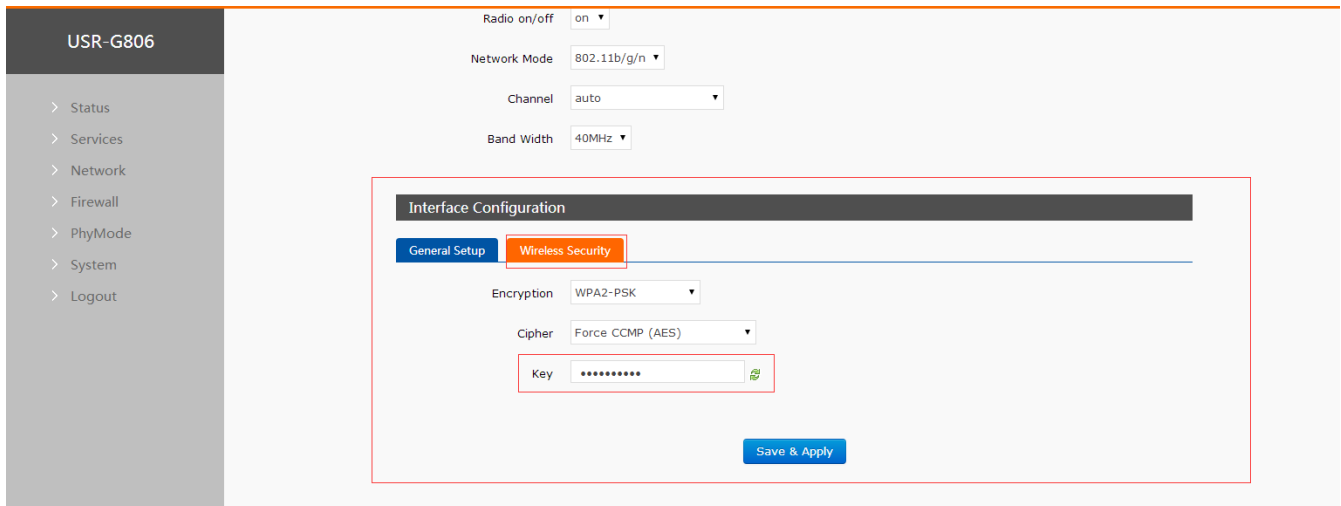 Radio on/off on
USR-G806
Network Mode 802.11b/g/n
Channel auto
Band Width 40MHz
Status
Services
Network
Firewall
PhyMode
System
Logout
Interface Configuration
General Setup Wireless Security
Encryption WPA2-PSK
Cipher Force CCMP (AES)
Key ••••••••••
Save & Apply